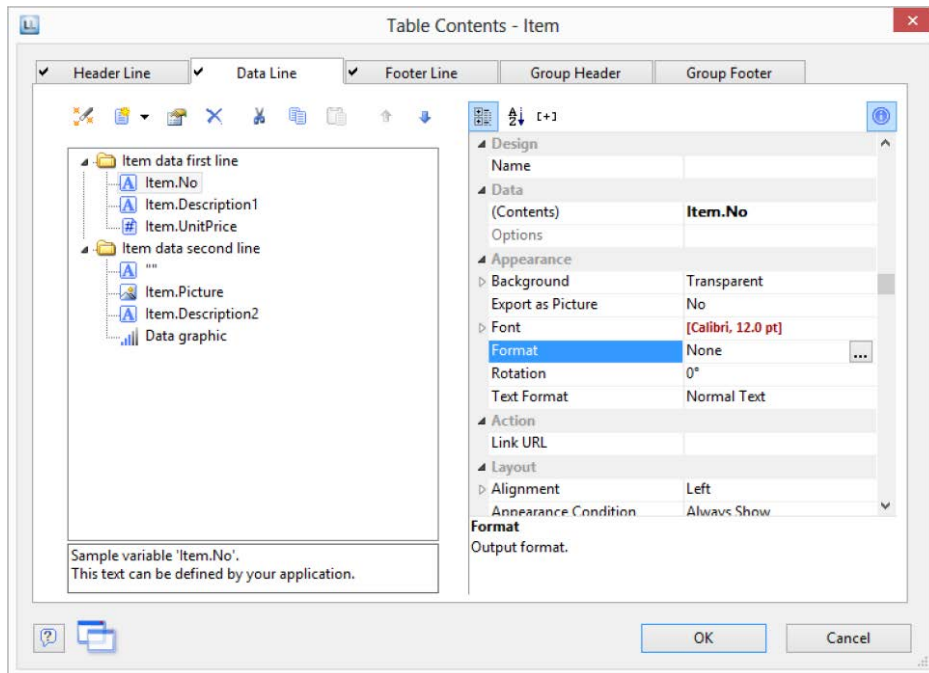 LL
Table Contents - Item
Header Line
Data Line
Footer Line
Group Header
Group Footer
A Z [+]
Item data first line
A Item.No
A Item.Description1
# Item.UnitPrice
Item data second line
A ""
Item.Picture
A Item.Description2
Data graphic
Sample variable 'Item.No'.
This text can be defined by your application.
Design
Name
Data
(Contents) Item.No
Options
Appearance
Background Transparent
Export as Picture No
Font [Calibri, 12.0 pt]
Format None ...
Rotation 0°
Text Format Normal Text
Action
Link URL
Layout
Alignment Left
Appearance Condition Always Show
Format
Output format.
?
OK
Cancel